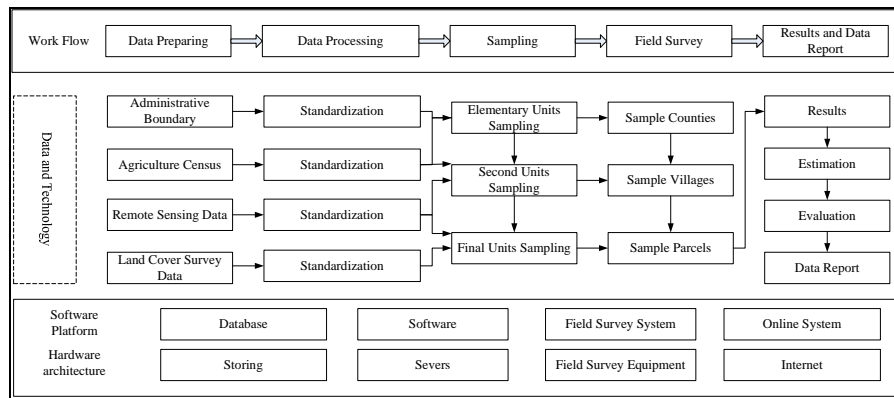 Work Flow
Data Preparing
Data Processing
Sampling
Field Survey
Results and Data
Report
Data and Technology
Administrative
Boundary
Standardization
Elementary Units
Sampling
Sample Counties
Results
Agriculture Census
Standardization
Second Units
Sampling
Sample Villages
Estimation
Remote Sensing Data
Standardization
Evaluation
Land Cover Survey
Data
Standardization
Final Units Sampling
Sample Parcels
Data Report
Software
Platform
Database
Software
Field Survey System
Online System
Hardware
architecture
Storing
Severs
Field Survey Equipment
Internet